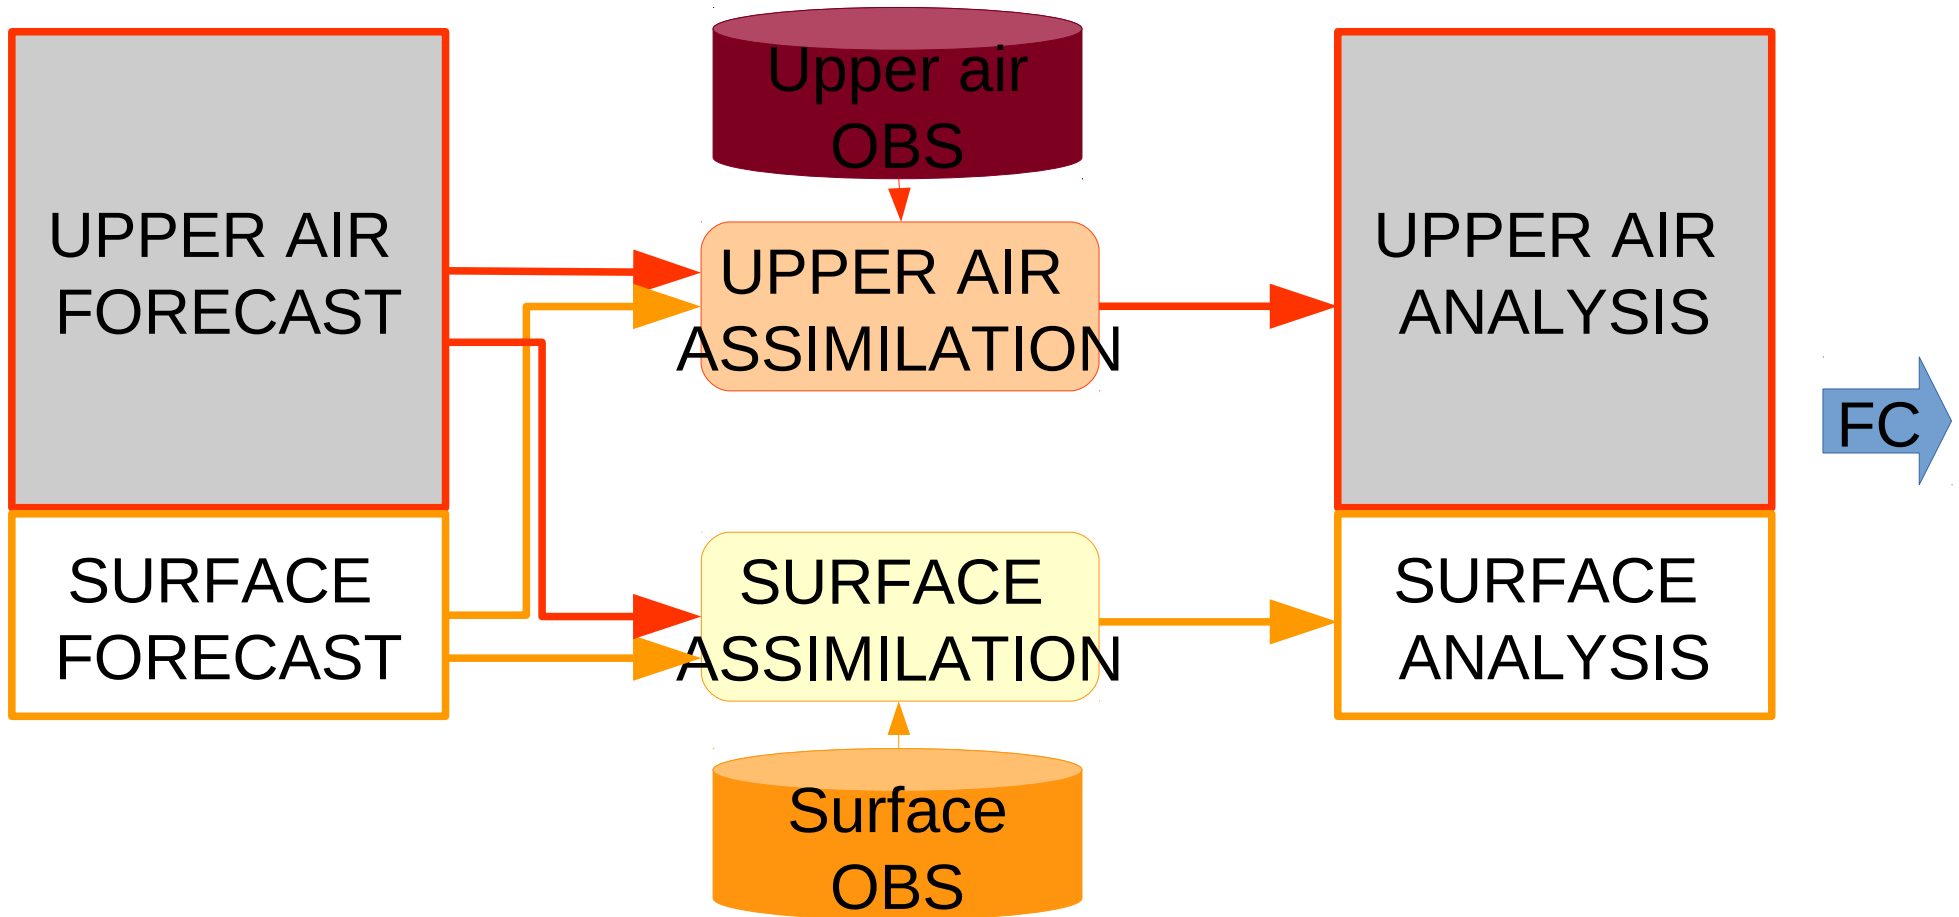 UPPER AIR
FORECAST
SURFACE
FORECAST
Upper air
OBS
UPPER AIR
ASSIMILATION
SURFACE
ASSIMILATION
Surface
OBS
UPPER AIR
ANALYSIS
SURFACE
ANALYSIS
FC